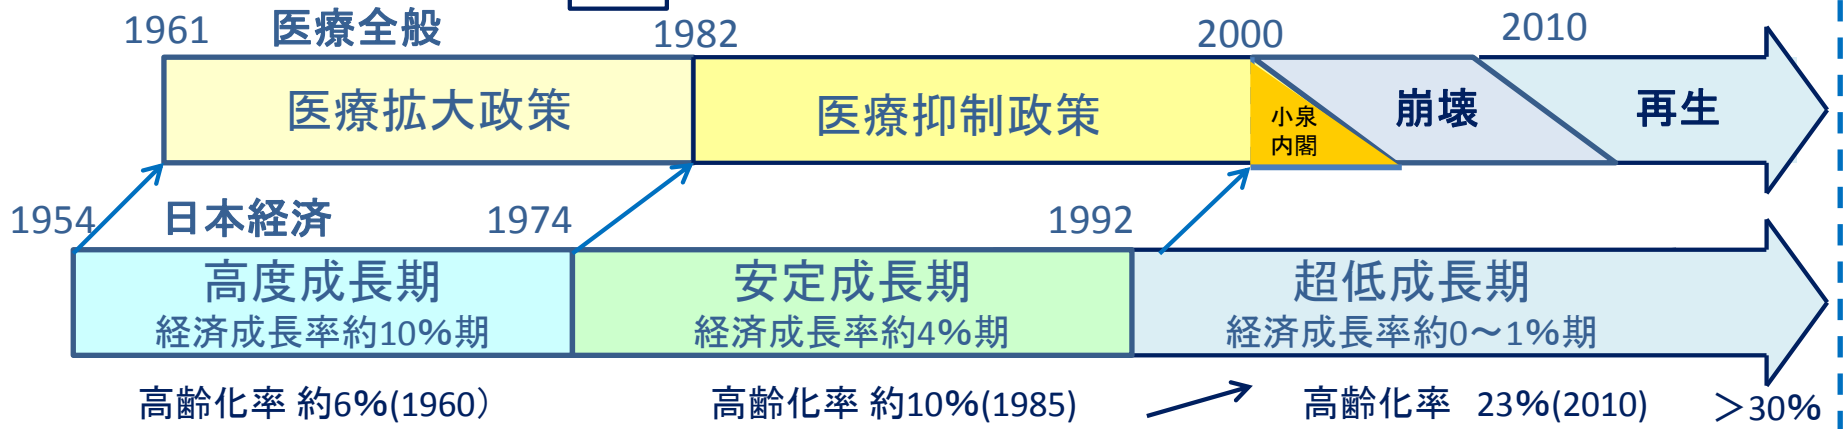 1961 医療全般 1982 2000 2010
医療拡大政策 医療抑制政策 小泉 崩壊 再生
内閣
1954 日本経済 1974 1992
高度成長期 安定成長期 超低成長期
経済成長率約10%期 経済成長率約4%期 経済成長率約0～1%期
高齢化率 約6%(1960） 高齢化率 約10%(1985) 高齢化率 23%(2010) ＞30%